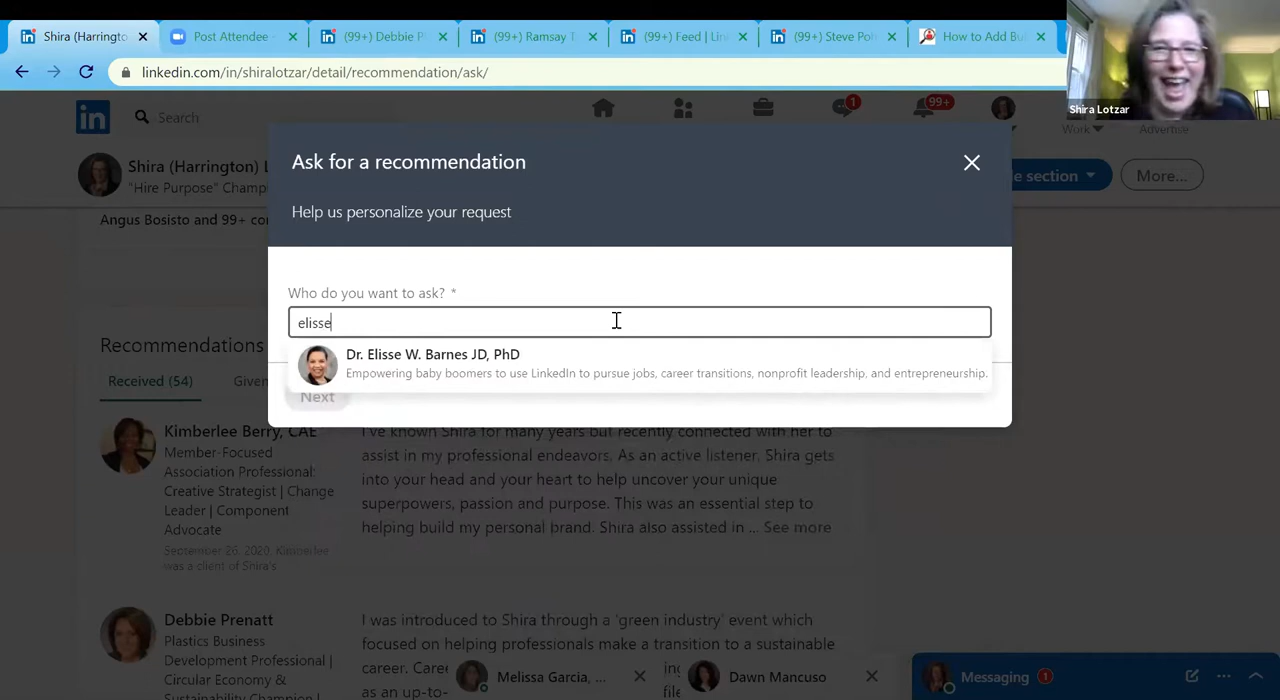 Shira (Harringto
Post Attendee -
(99+) Debbie P
(99+) Ramsay T
(99+) Feed | Lin
(99+) Steve Poh
How to Add Bu
linkedin.com/in/shiralotzar/detail/recommendation/ask/
Shira Lotzar
in
Search
1
99+
Work
Advertise
Shira (Harrington) L
"Hire Purpose" Champi
section
More...
Angus Bosisto and 99+ co
Ask for a recommendation
Help us personalize your request
Who do you want to ask? *
elisse
Dr. Elisse W. Barnes JD, PhD
Empowering baby boomers to use LinkedIn to pursue jobs, career transitions, nonprofit leadership, and entrepreneurship.
Next
Recommendations
Received (54)
Given
Kimberlee Berry, CAE
Member-Focused
Association Professional:
Creative Strategist | Change
Leader | Component
Advocate
September 26, 2020, Kimberlee
was a client of Shira's
I've known Shira for many years but recently connected with her to
assist in my professional endeavors. As an active listener, Shira gets
into your head and your heart to help uncover your unique
superpowers, passion and purpose. This was an essential step to
helping build my personal brand. Shira also assisted in ... See more
Debbie Prenatt
Plastics Business
Development Professional |
Circular Economy &
Sustainability
I was introduced to Shira through a 'green industry' event which
focused on helping professionals make a transition to a sustainable
career. Caree
as an up-to-
Melissa Garcia, ...
Dawn Mancuso
Messaging 1